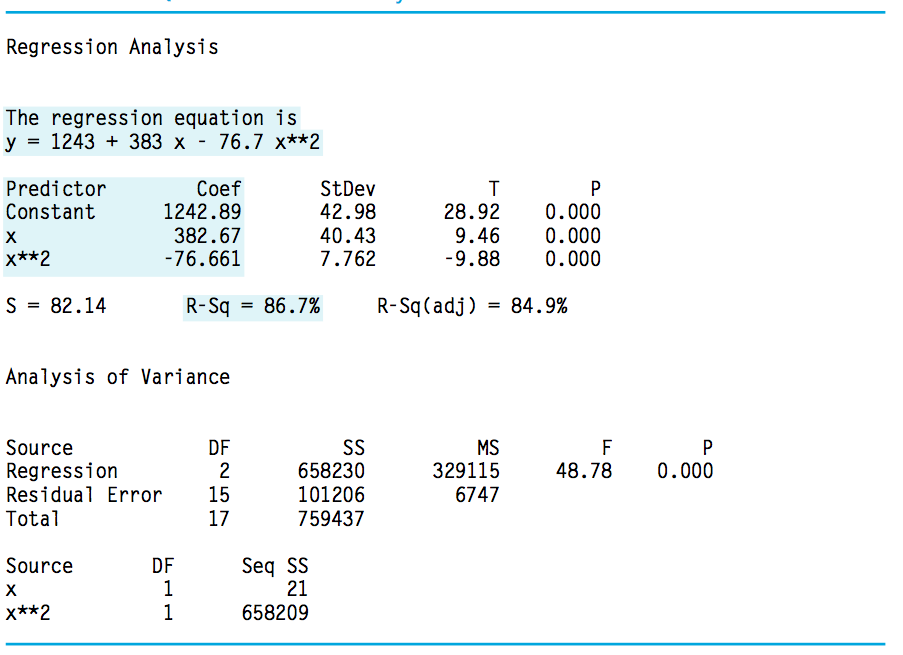 Regression Analysis
The regression equation is
y = 1243 + 383 x - 76.7 x**2
Predictor Coef StDev T P
Constant 1242.89 42.98 28.92 0.000
x 382.67 40.43 9.46 0.000
x**2 -76.661 7.762 -9.88 0.000
S = 82.14 R-Sq = 86.7% R-Sq(adj) = 84.9%
Analysis of Variance
Source DF SS MS F P
Regression 2 658230 329115 48.78 0.000
Residual Error 15 101206 6747
Total 17 759437
Source DF Seq SS
x 1 21
x**2 1 658209